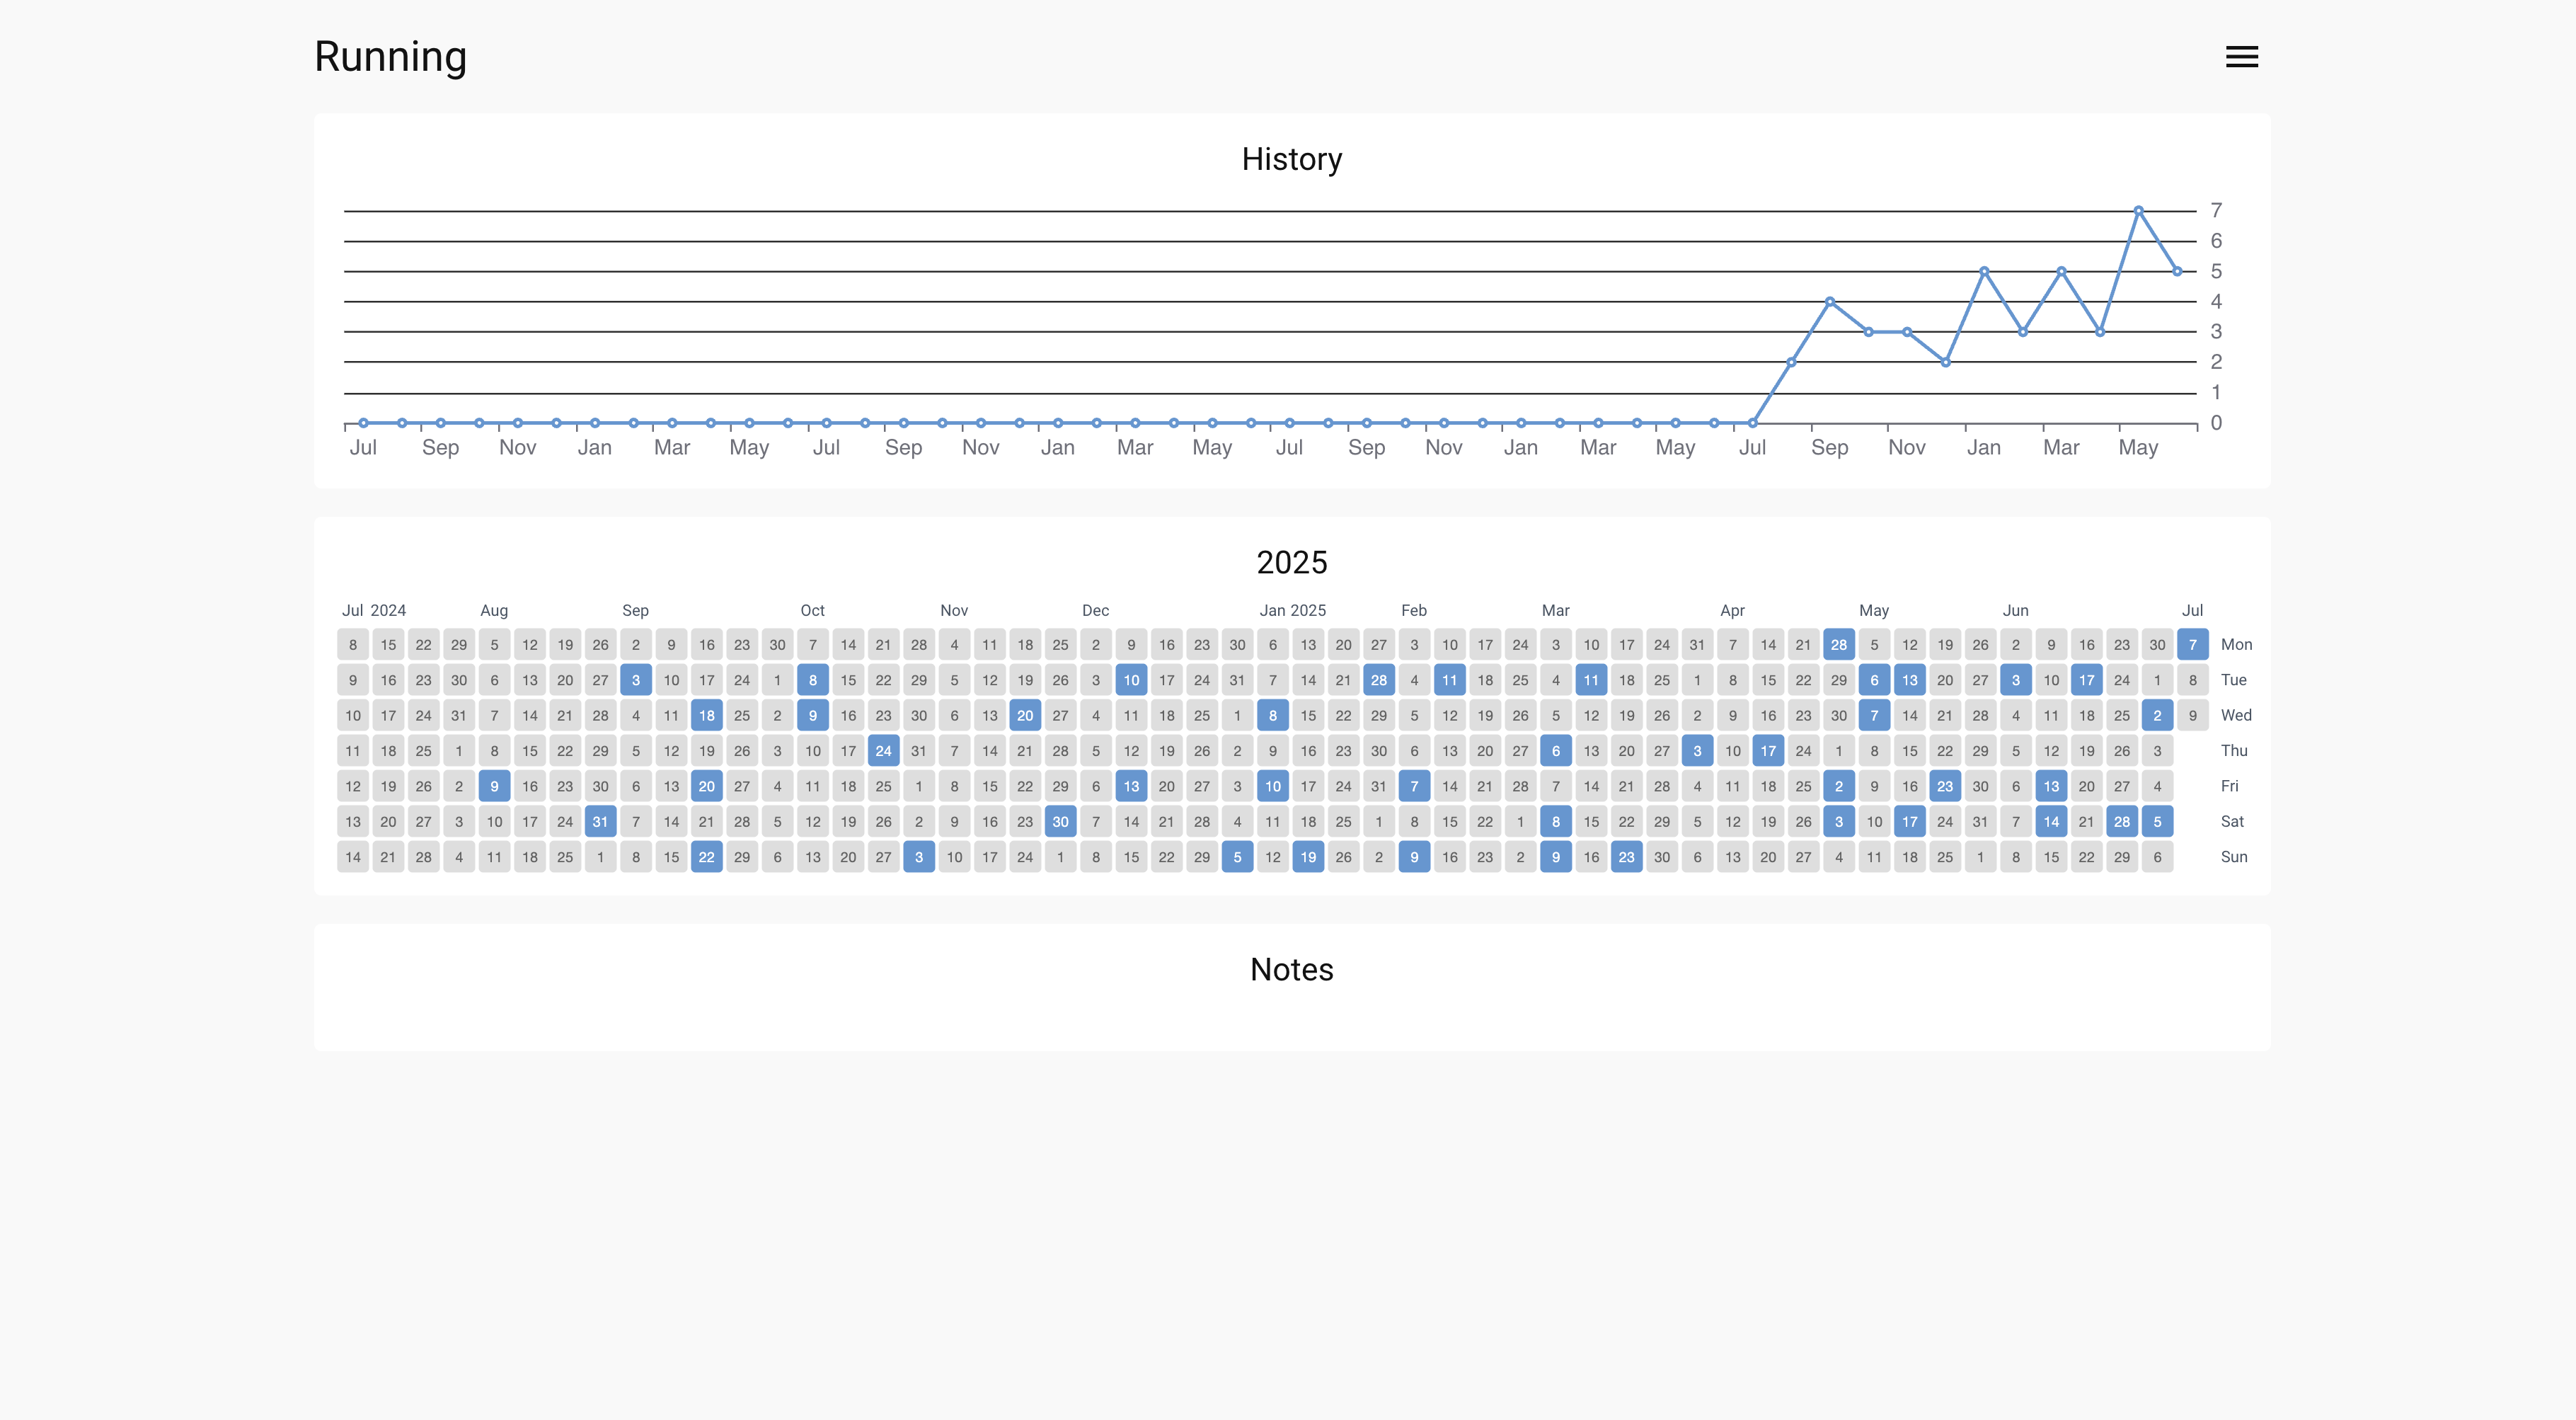 Running
History
7
6
5
4
3
2
1
0
Jul Sep Nov Jan Mar May Jul Sep Nov Jan Mar May Jul Sep Nov Jan Mar May Jul Sep Nov Jan Mar May
2025
Jul 2024 Aug Sep Oct Nov Dec Jan 2025 Feb Mar Apr May Jun Jul
8 15 22 29 5 12 19 26 2 9 16 23 30 7 14 21 28 4 11 18 25 2 9 16 23 30 6 13 20 27 3 10 17 24 3 10 17 24 31 7 14 21 28 5 12 19 26 2 9 16 23 30 7 Mon
9 16 23 30 6 13 20 27 3 10 17 24 1 8 15 22 29 5 12 19 26 3 10 17 24 31 7 14 21 28 4 11 18 25 4 11 18 25 1 8 15 22 29 6 13 20 27 3 10 17 24 1 8 Tue
10 17 24 31 7 14 21 28 4 11 18 25 2 9 16 23 30 6 13 20 27 4 11 18 25 1 8 15 22 29 5 12 19 26 5 12 19 26 2 9 16 23 30 7 14 21 28 4 11 18 25 2 9 Wed
11 18 25 1 8 15 22 29 5 12 19 26 3 10 17 24 31 7 14 21 28 5 12 19 26 2 9 16 23 30 6 13 20 27 6 13 20 27 3 10 17 24 1 8 15 22 29 5 12 19 26 3 Thu
12 19 26 2 9 16 23 30 6 13 20 27 4 11 18 25 1 8 15 22 29 6 13 20 27 3 10 17 24 31 7 14 21 28 7 14 21 28 4 11 18 25 2 9 16 23 30 6 13 20 27 4 Fri
13 20 27 3 10 17 24 31 7 14 21 28 5 12 19 26 2 9 16 23 30 7 14 21 28 4 11 18 25 1 8 15 22 1 8 15 22 29 5 12 19 26 3 10 17 24 31 7 14 21 28 5 Sat
14 21 28 4 11 18 25 1 8 15 22 29 6 13 20 27 3 10 17 24 1 8 15 22 29 5 12 19 26 2 9 16 23 2 9 16 23 30 6 13 20 27 4 11 18 25 1 8 15 22 29 6 Sun
Notes